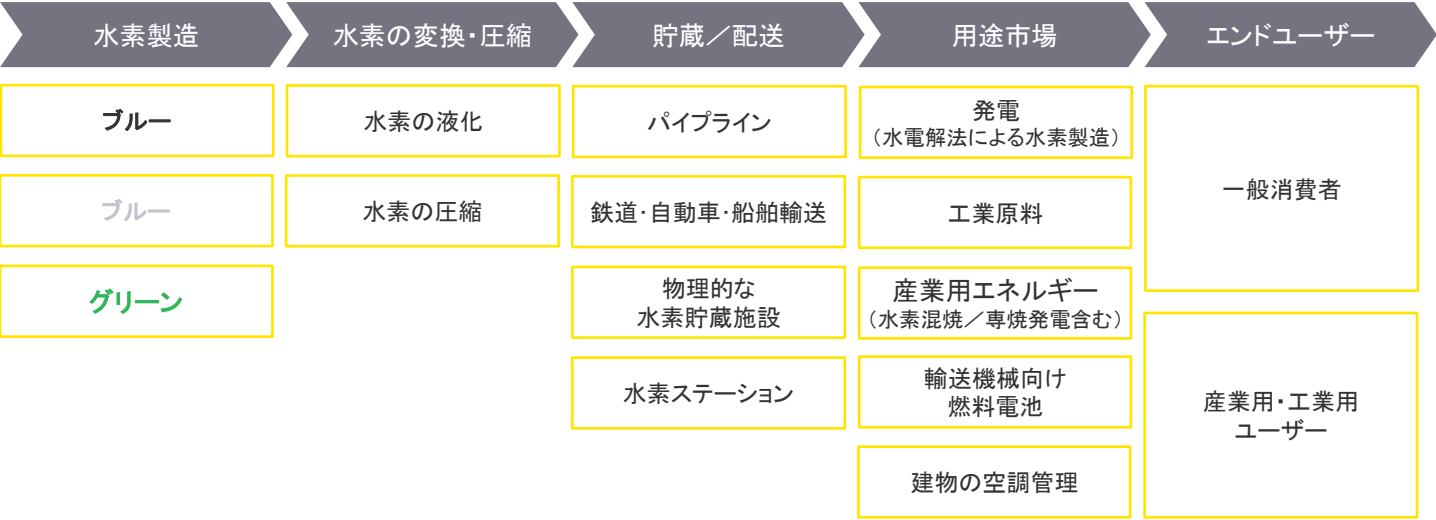 水素製造
水素の変換・圧縮
貯蔵／配送
用途市場
エンドユーザー
ブルー
ブルー
グリーン
水素の液化
水素の圧縮
パイプライン
鉄道・自動車・船舶輸送
物理的な
水素貯蔵施設
水素ステーション
発電
（水電解法による水素製造）
工業原料
産業用エネルギー
（水素混焼／専焼発電含む）
輸送機械向け
燃料電池
建物の空調管理
一般消費者
産業用・工業用
ユーザー